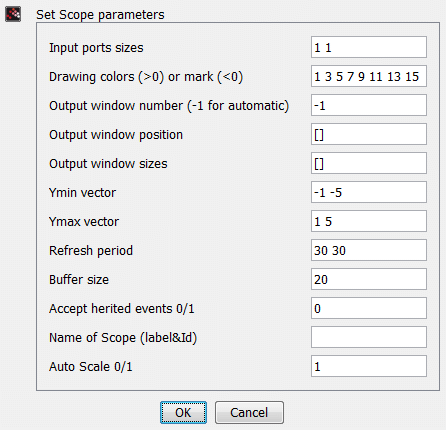 Set Scope parameters
Input ports sizes 1 1
Drawing colors (>0) or mark (<0) 1 3 5 7 9 11 13 15
Output window number (-1 for automatic) -1
Output window position []
Output window sizes []
Ymin vector -1 -5
Ymax vector 1 5
Refresh period 30 30
Buffer size 20
Accept herited events 0/1 0
Name of Scope (label&Id)
Auto Scale 0/1 1
OK Cancel